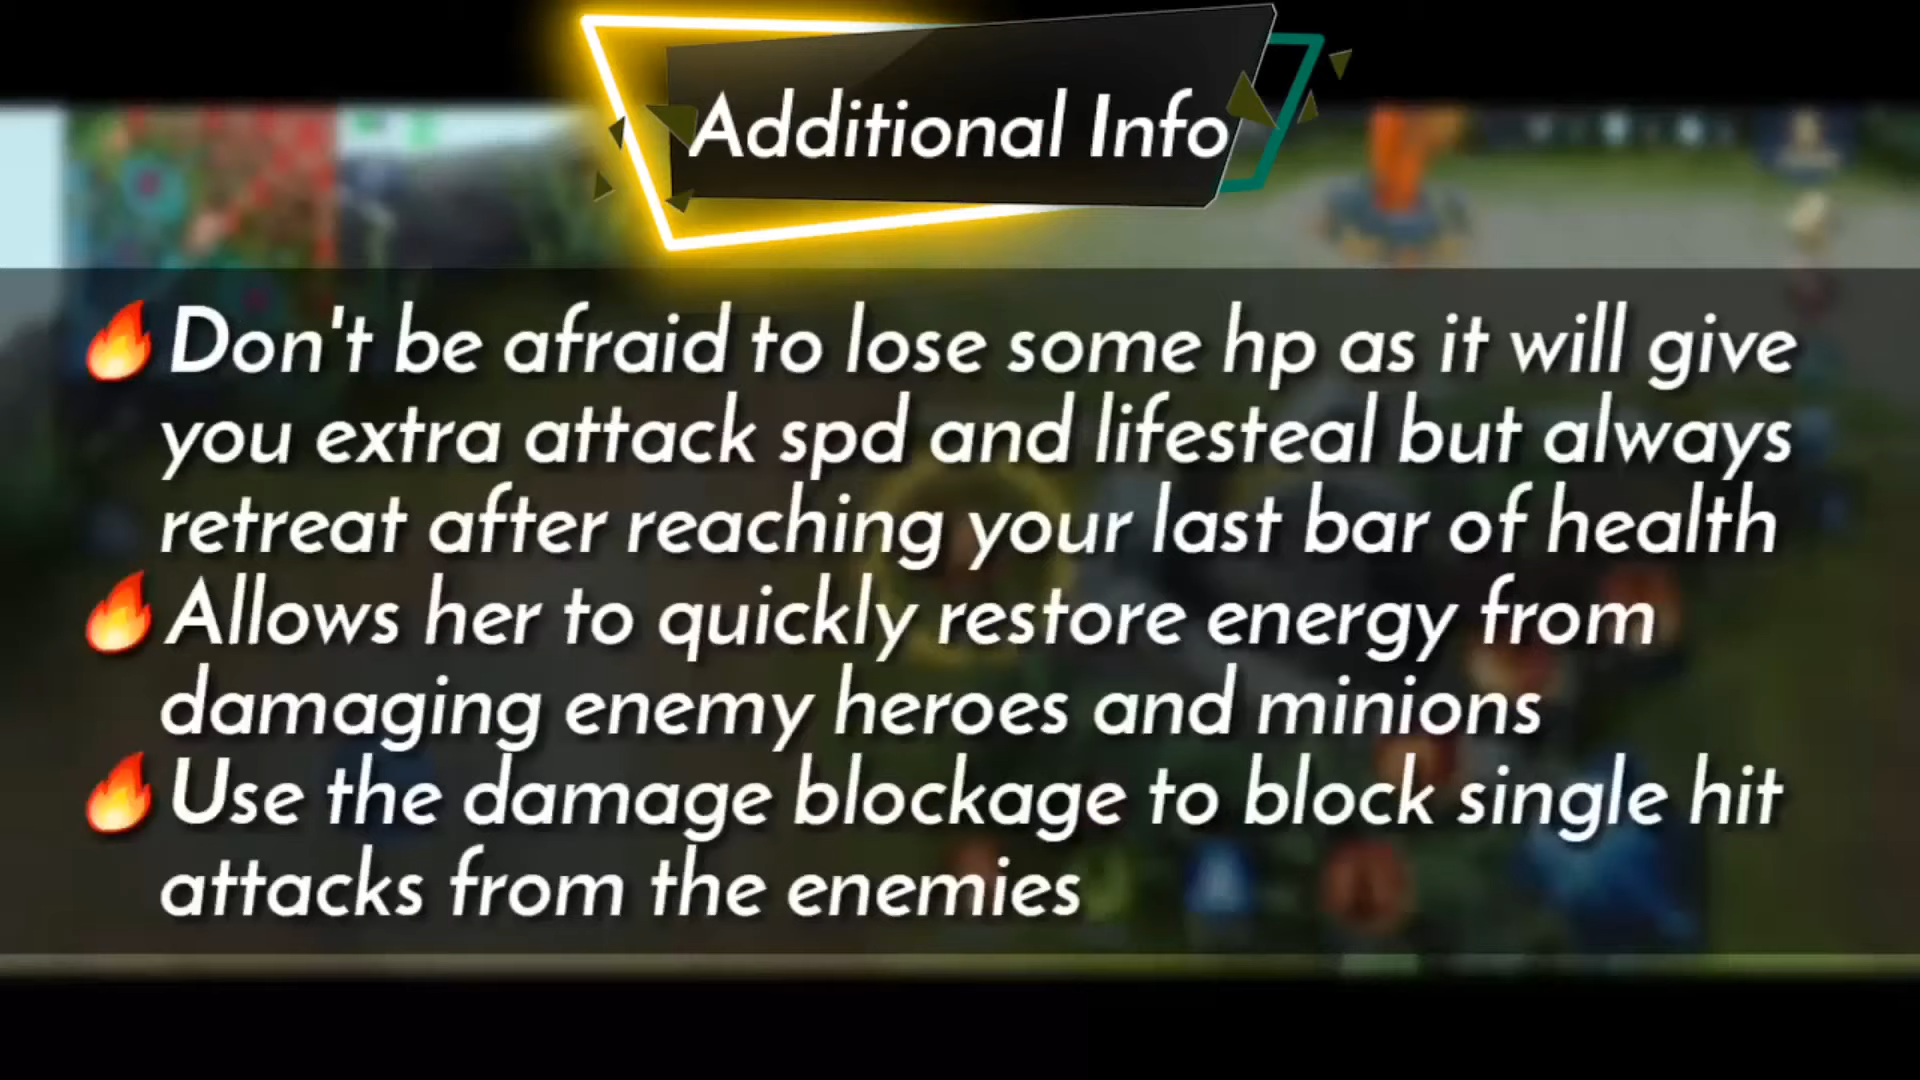 Additional Info
🔥Don't be afraid to lose some hp as it will give
you extra attack spd and lifesteal but always
retreat after reaching your last bar of health
🔥Allows her to quickly restore energy from
damaging enemy heroes and minions
🔥Use the damage blockage to block single hit
attacks from the enemies